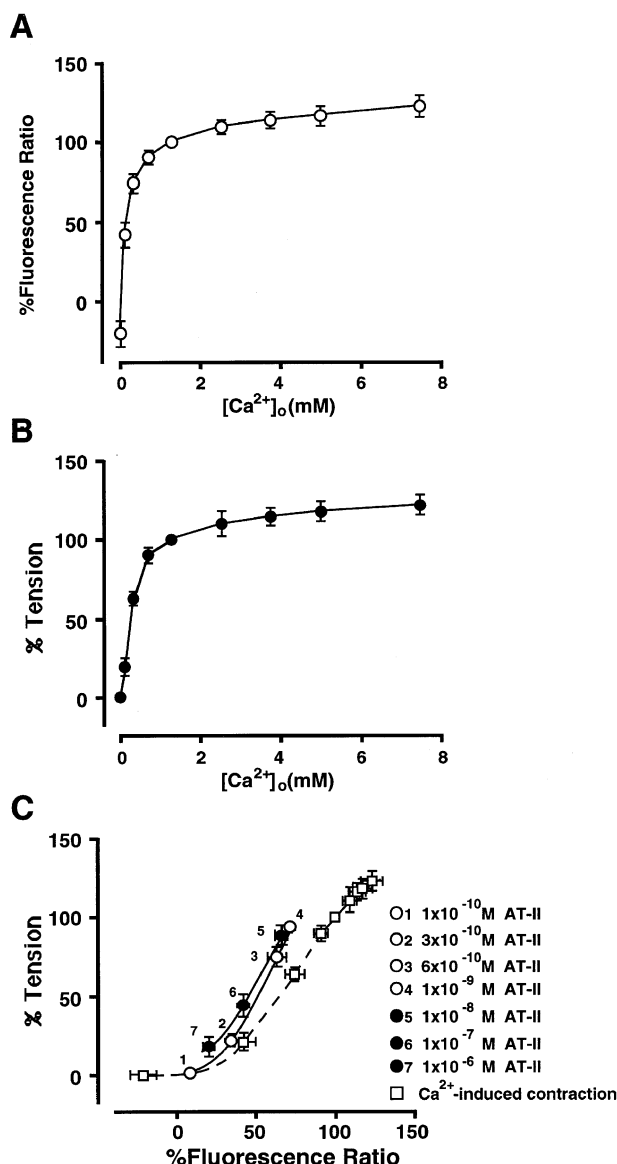 A
150
100
50
0
%Fluorescence Ratio
0 2 4 6 8
[Ca²⁺]ₒ(mM)
B
150
100
50
0
% Tension
0 2 4 6 8
[Ca²⁺]ₒ(mM)
C
150
100
50
0
% Tension
1
2
3
4
5
6
7
1 1x10⁻¹⁰M AT-II
2 3x10⁻¹⁰M AT-II
3 6x10⁻¹⁰M AT-II
4 1x10⁻⁹ M AT-II
5 1x10⁻⁸ M AT-II
6 1x10⁻⁷ M AT-II
7 1x10⁻⁶ M AT-II
Ca²⁺-induced contraction
0 50 100 150
%Fluorescence Ratio